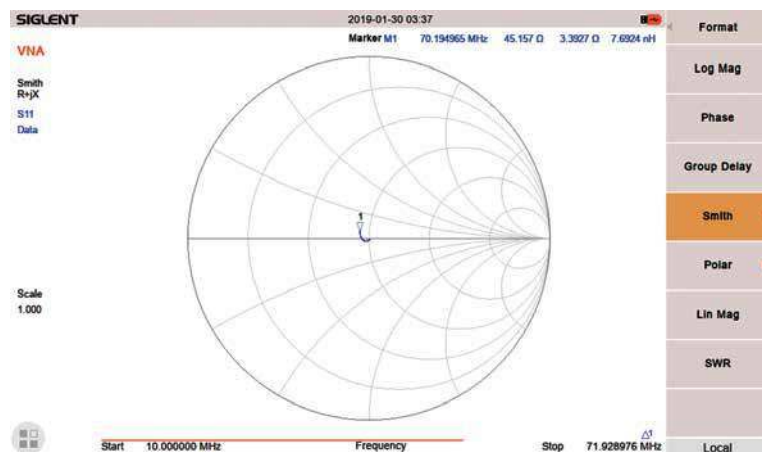 SIGLENT
2019-01-30 03:37
Marker M1 70.194965 MHz 45.157 Ω 3.3927 Ω 7.6924 nH
VNA
Smith
R+jX
S11
Data
1
Scale
1.000
Start 10.000000 MHz Frequency Stop 71.928976 MHz
△1
Format
Log Mag
Phase
Group Delay
Smith
Polar
Lin Mag
SWR
Local